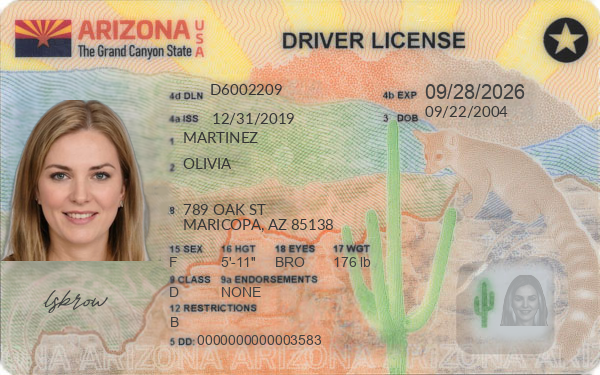 ARIZONA USA
The Grand Canyon State
DRIVER LICENSE
4d DLN D6002209
4b EXP 09/28/2026
4a ISS 12/31/2019
3 DOB 09/22/2004
1 MARTINEZ
2 OLIVIA
8 789 OAK ST
MARICOPA, AZ 85138
15 SEX 16 HGT 18 EYES 17 WGT
F 5'-11" BRO 176 lb
9 CLASS 9a ENDORSEMENTS
D NONE
12 RESTRICTIONS
B
5 DD: 0000000000003583
ARIZONA ARIZONA ARIZONA ARIZONA